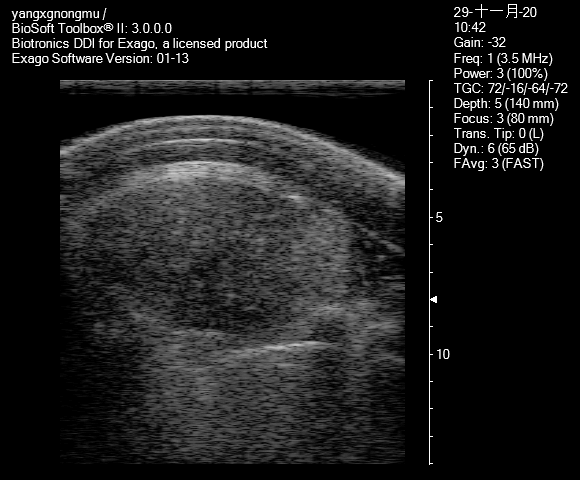 yangxgnongmu /
BioSoft Toolbox® II: 3.0.0.0
Biotronics DDI for Exago, a licensed product
Exago Software Version: 01-13
29-十一月-20
10:42
Gain: -32
Freq: 1 (3.5 MHz)
Power: 3 (100%)
TGC: 72/-16/-64/-72
Depth: 5 (140 mm)
Focus: 3 (80 mm)
Trans. Tip: 0 (L)
Dyn.: 6 (65 dB)
FAvg: 3 (FAST)
5
10